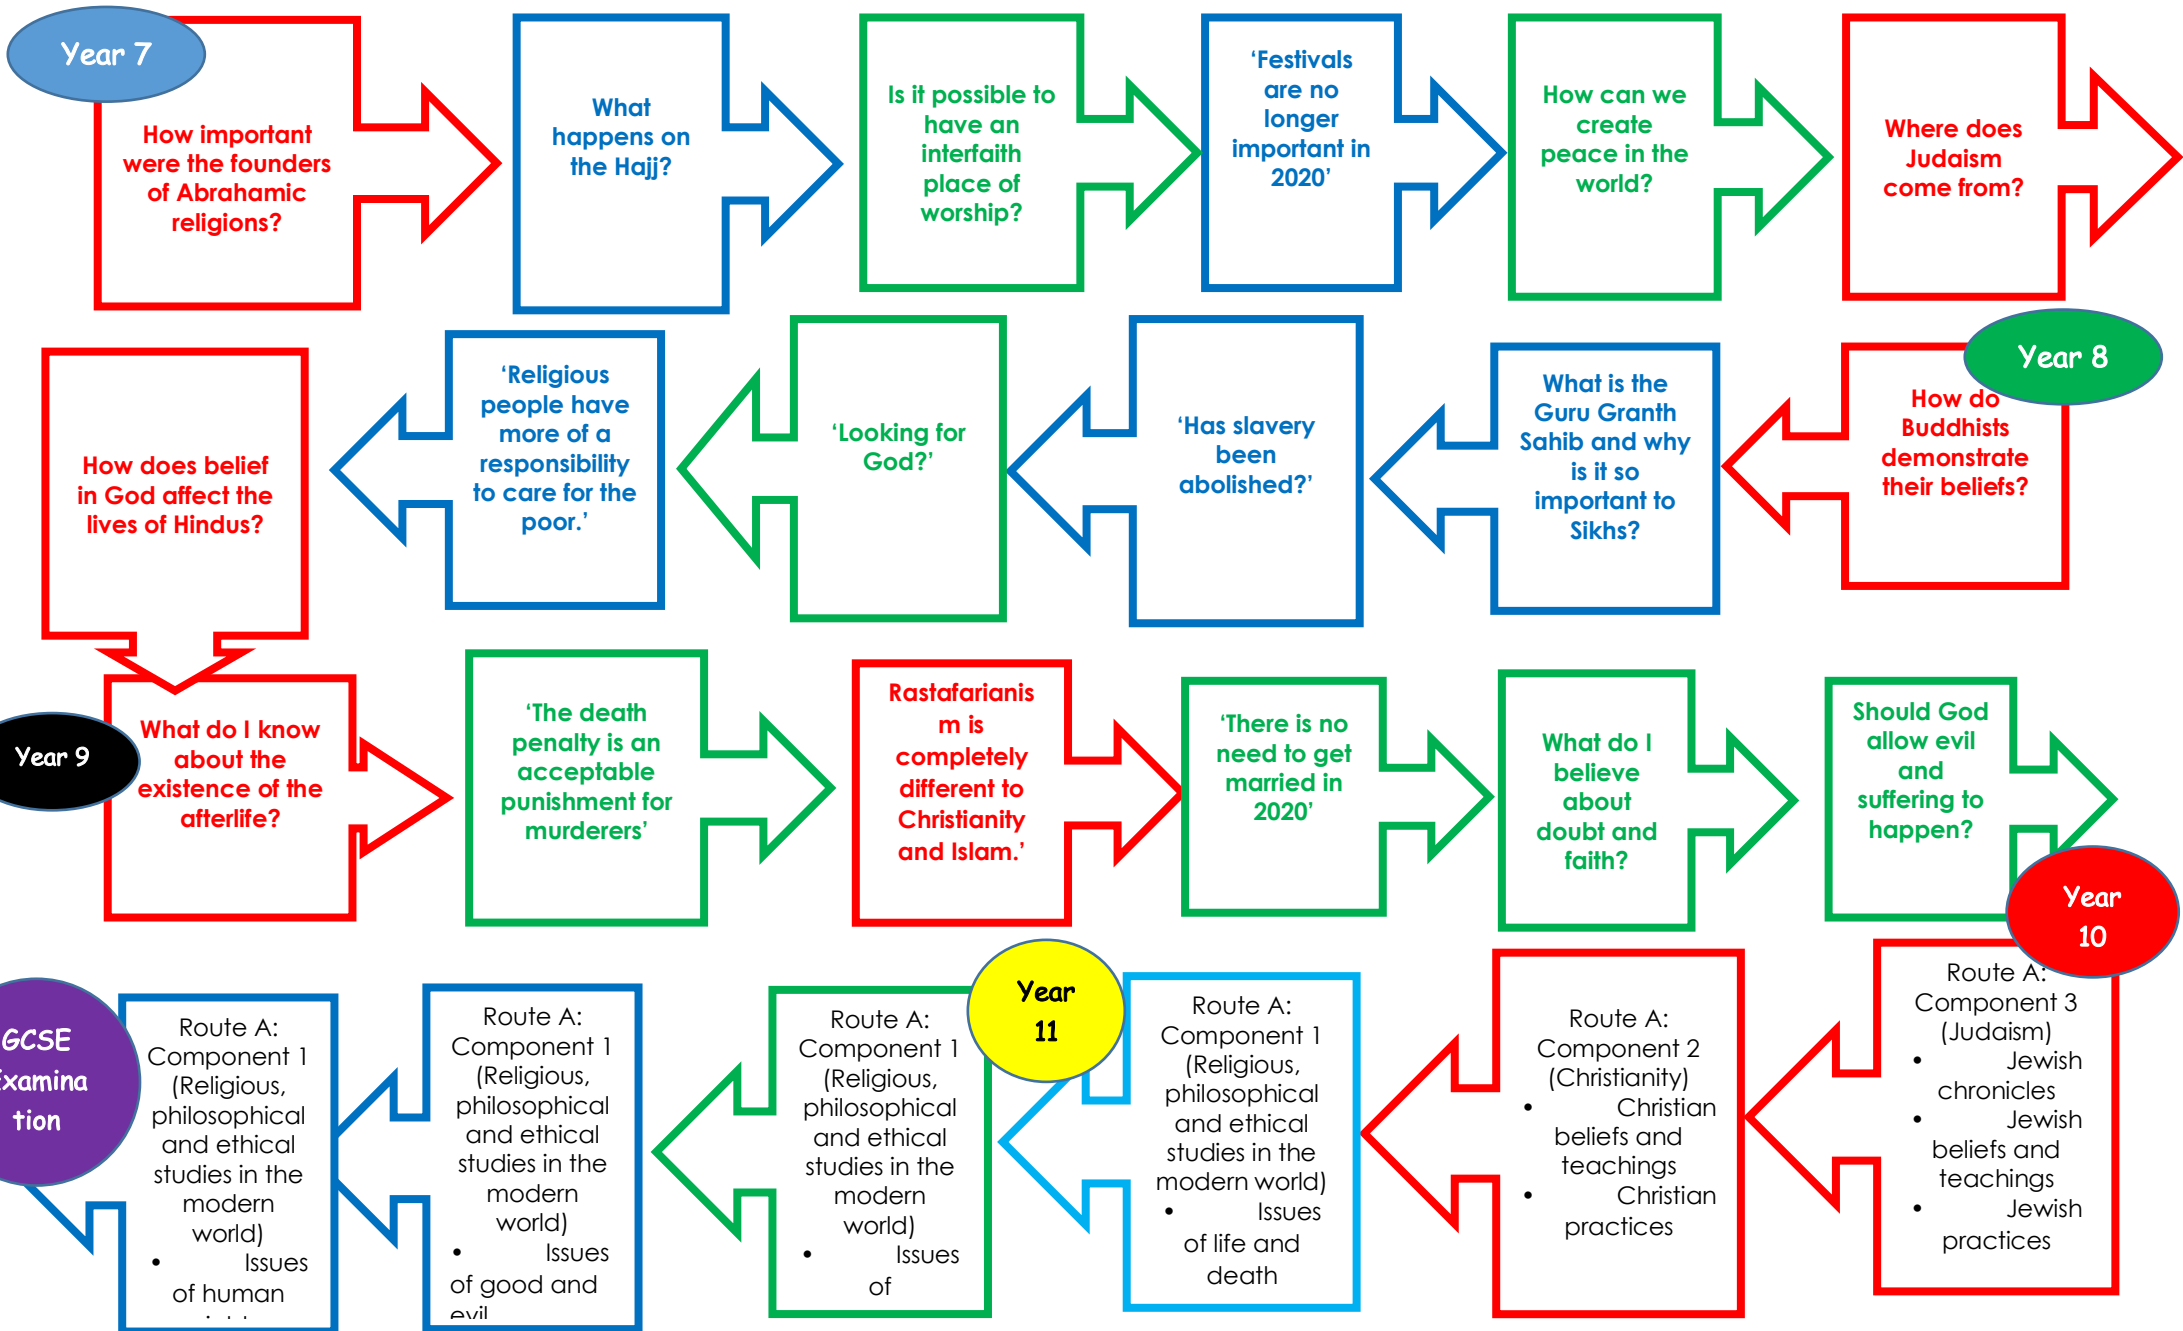 Year 7
How important
were the founders
of Abrahamic
religions?
What
happens on
the Hajj?
Is it possible to
have an
interfaith
place of
worship?
‘Festivals
are no
longer
important in
2020’
How can we
create
peace in the
world?
Where does
Judaism
come from?
Year 8
How do
Buddhists
demonstrate
their beliefs?
What is the
Guru Granth
Sahib and why
is it so
important to
Sikhs?
‘Has slavery
been
abolished?’
‘Looking for
God?’
‘Religious
people have
more of a
responsibility
to care for the
poor.’
How does belief
in God affect the
lives of Hindus?
Year 9
What do I know
about the
existence of the
afterlife?
‘The death
penalty is an
acceptable
punishment for
murderers’
Rastafarianis
m is
completely
different to
Christianity
and Islam.’
‘There is no
need to get
married in
2020’
What do I
believe
about
doubt and
faith?
Should God
allow evil
and
suffering to
happen?
Year
10
Route A:
Component 3
(Judaism)
• Jewish
chronicles
• Jewish
beliefs and
teachings
• Jewish
practices
Route A:
Component 2
(Christianity)
• Christian
beliefs and
teachings
• Christian
practices
Route A:
Component 1
(Religious,
philosophical
and ethical
studies in the
modern world)
• Issues
of life and
death
Year
11
Route A:
Component 1
(Religious,
philosophical
and ethical
studies in the
modern
world)
• Issues
of
Route A:
Component 1
(Religious,
philosophical
and ethical
studies in the
modern
world)
• Issues
of good and
evil
Route A:
Component 1
(Religious,
philosophical
and ethical
studies in the
modern
world)
• Issues
of human
GCSE
Examina
tion